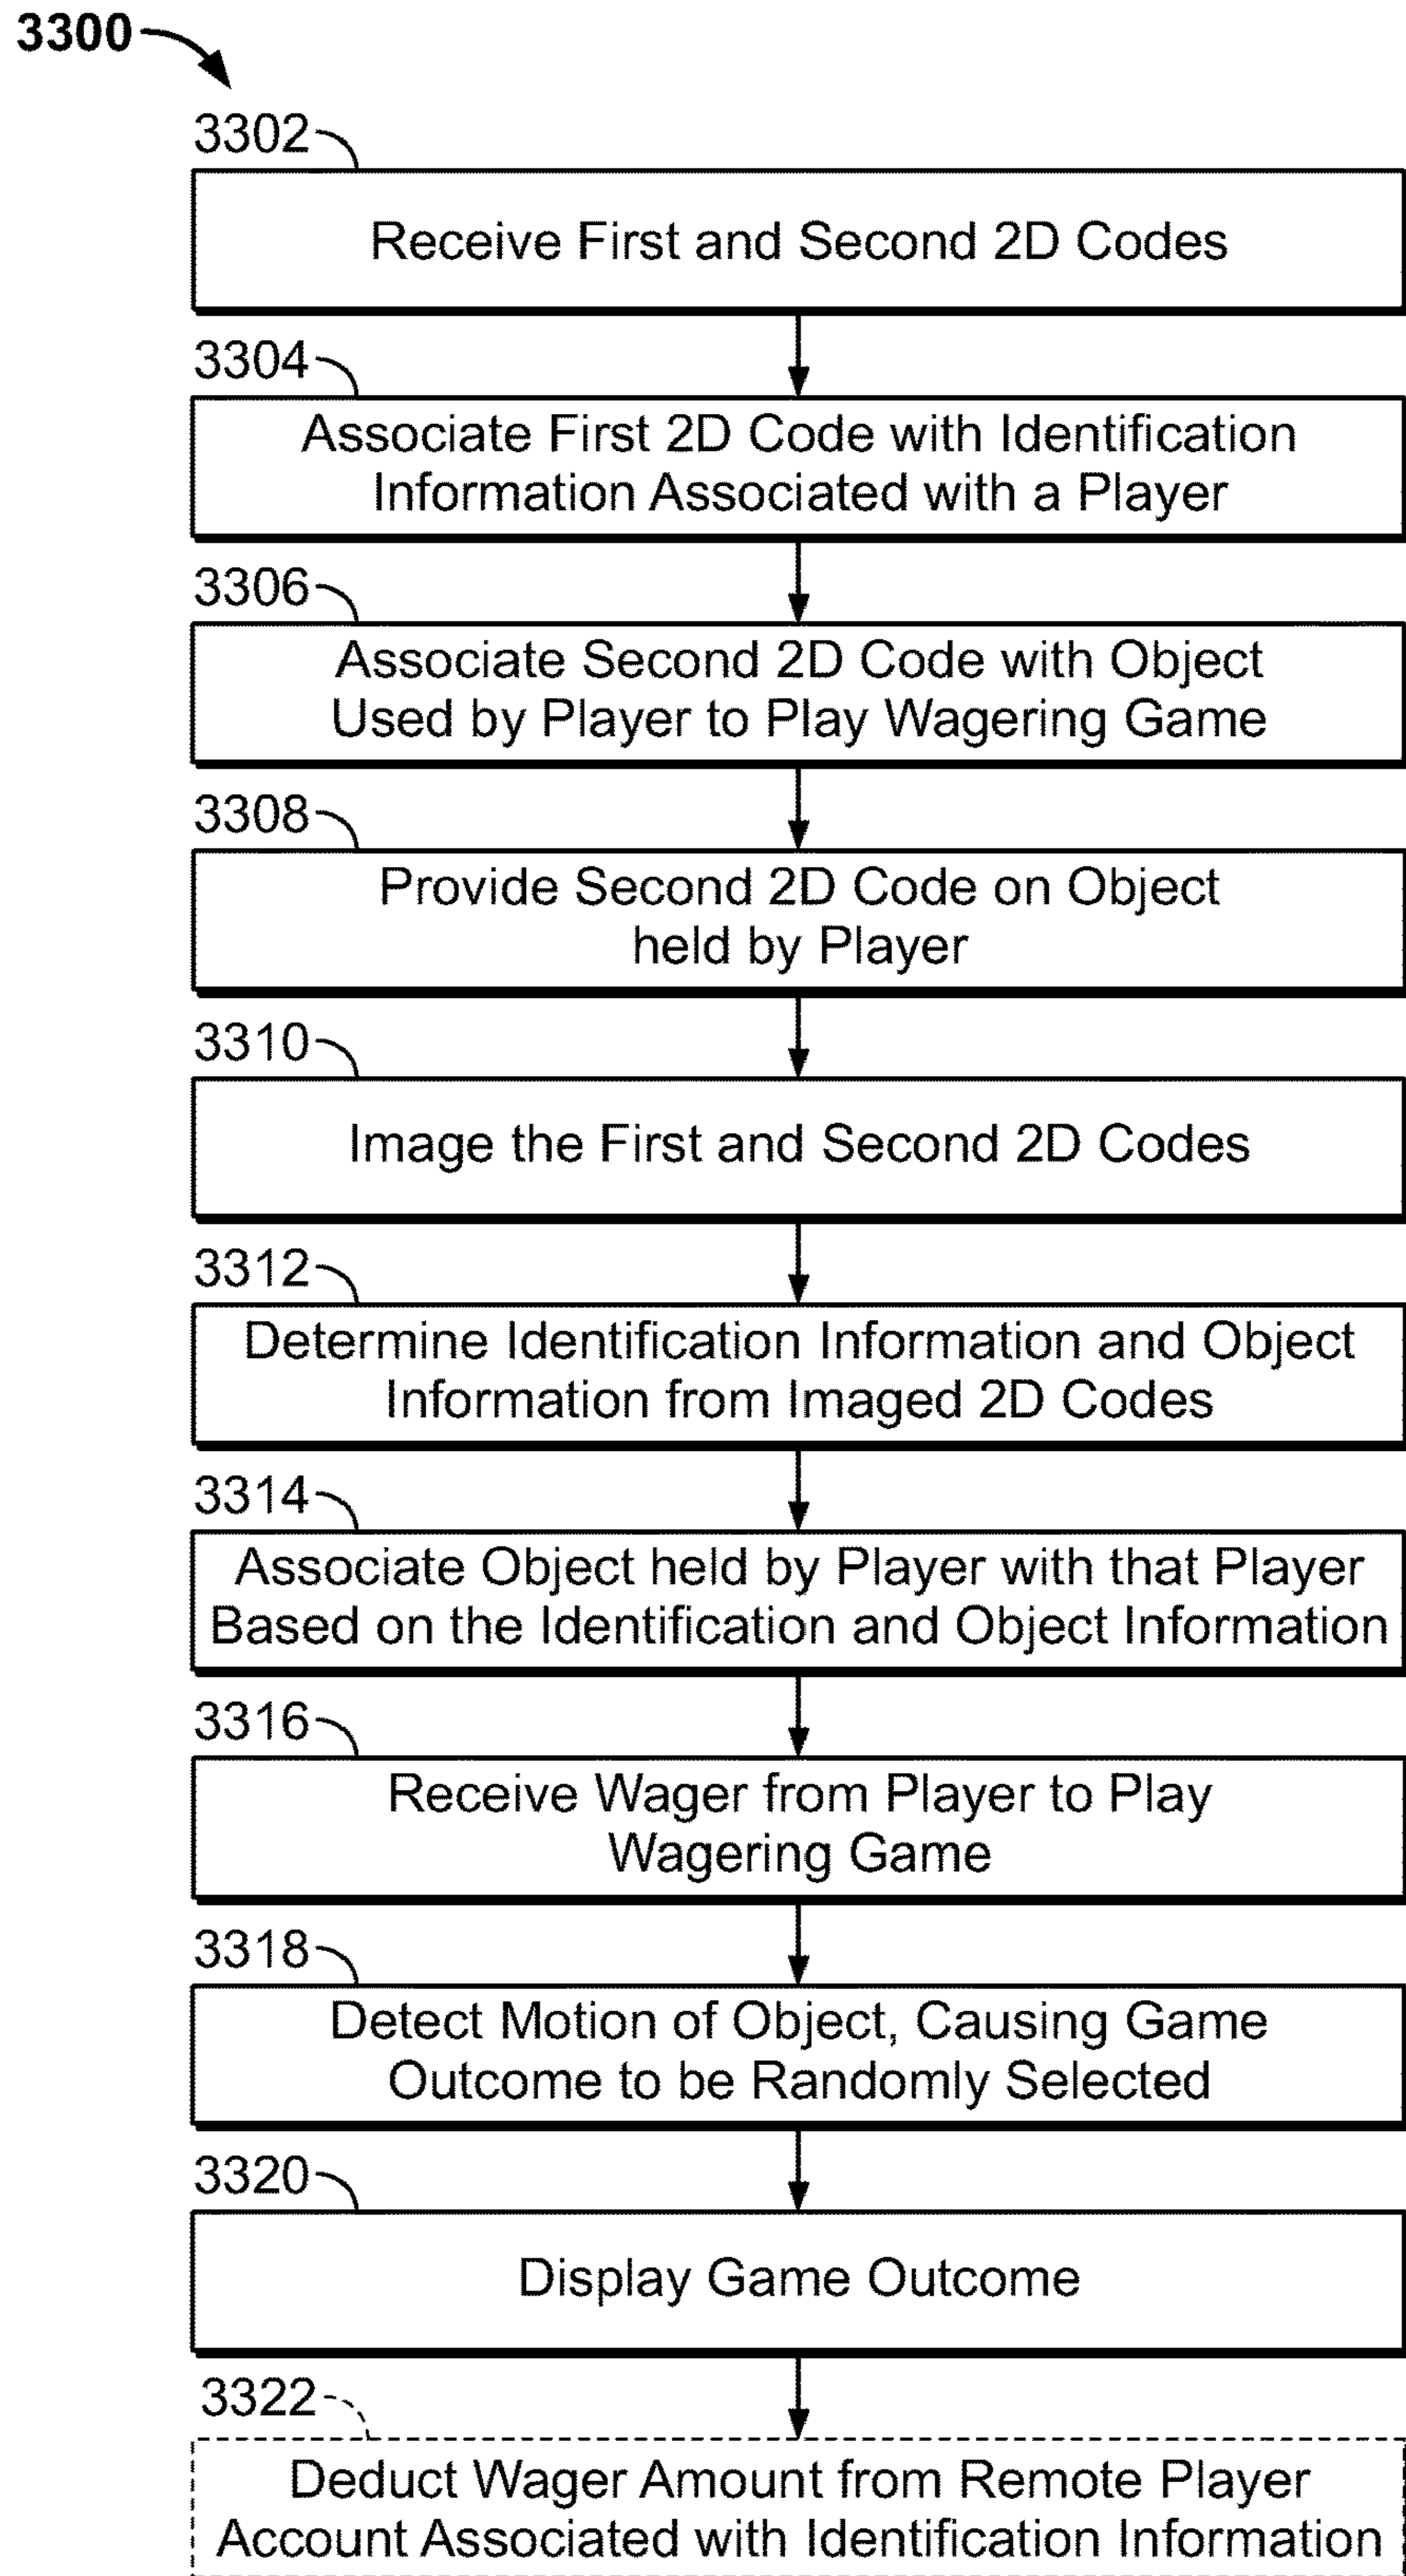 3300
3302
Receive First and Second 2D Codes
3304
Associate First 2D Code with Identification
Information Associated with a Player
3306
Associate Second 2D Code with Object
Used by Player to Play Wagering Game
3308
Provide Second 2D Code on Object
held by Player
3310
Image the First and Second 2D Codes
3312
Determine Identification Information and Object
Information from Imaged 2D Codes
3314
Associate Object held by Player with that Player
Based on the Identification and Object Information
3316
Receive Wager from Player to Play
Wagering Game
3318
Detect Motion of Object, Causing Game
Outcome to be Randomly Selected
3320
Display Game Outcome
3322
Deduct Wager Amount from Remote Player
Account Associated with Identification Information